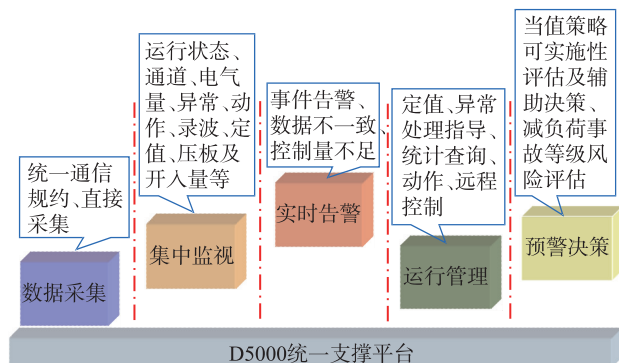 统一通信
规约、直接
采集
数据采集
运行状态、
通道、电气
量、异常、动
作、录波、定
值、压板及
开入量等
集中监视
事件告警、
数据不一致、
控制量不足
实时告警
定值、异常
处理指导、
统计查询、
动作、远程
控制
运行管理
当值策略
可实施性
评估及辅
助决策、
减负荷事
故等级风
险评估
预警决策
D5000统一支撑平台